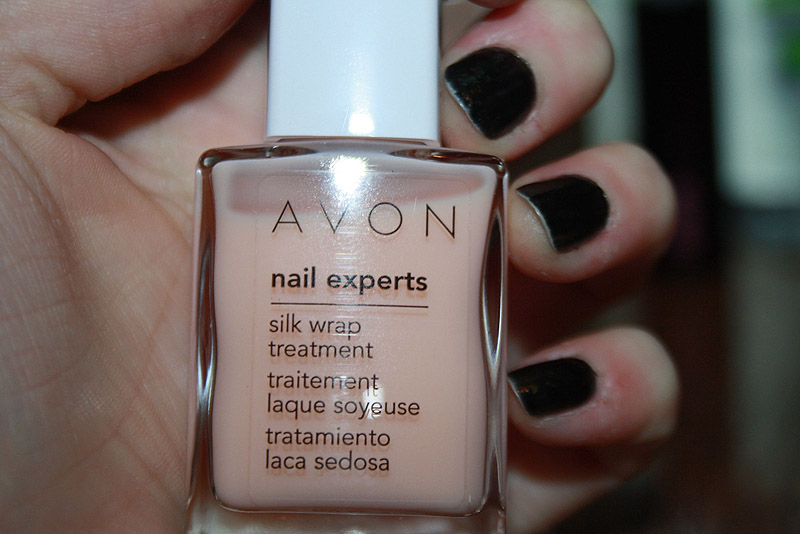 AVON
nail experts
silk wrap
treatment
traitement
laque soyeuse
tratamiento
laca sedosa